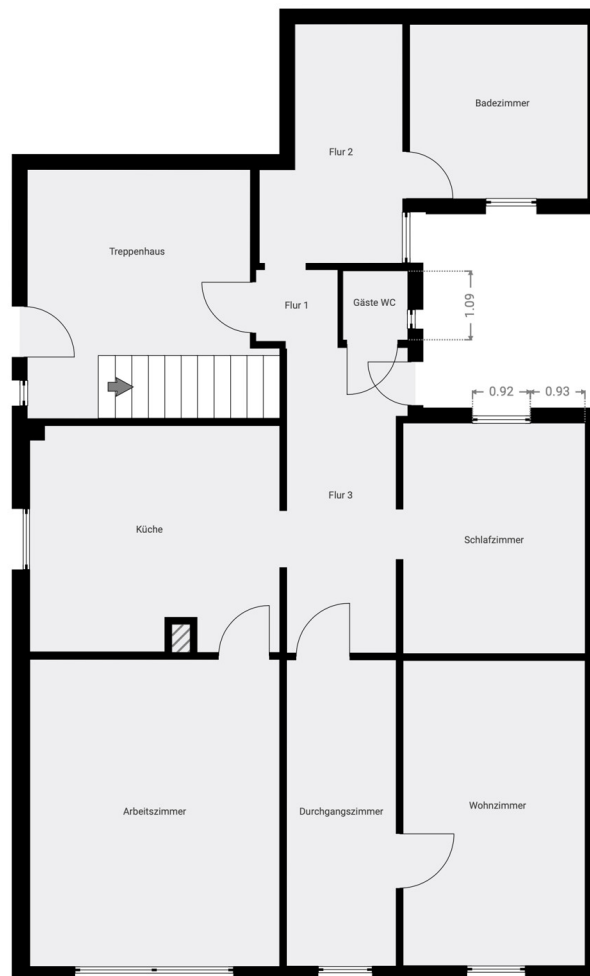 Badezimmer
Flur 2
Treppenhaus
Flur 1
Gäste WC
1.09
0.92
0.93
Flur 3
Küche
Schlafzimmer
Arbeitszimmer
Durchgangszimmer
Wohnzimmer